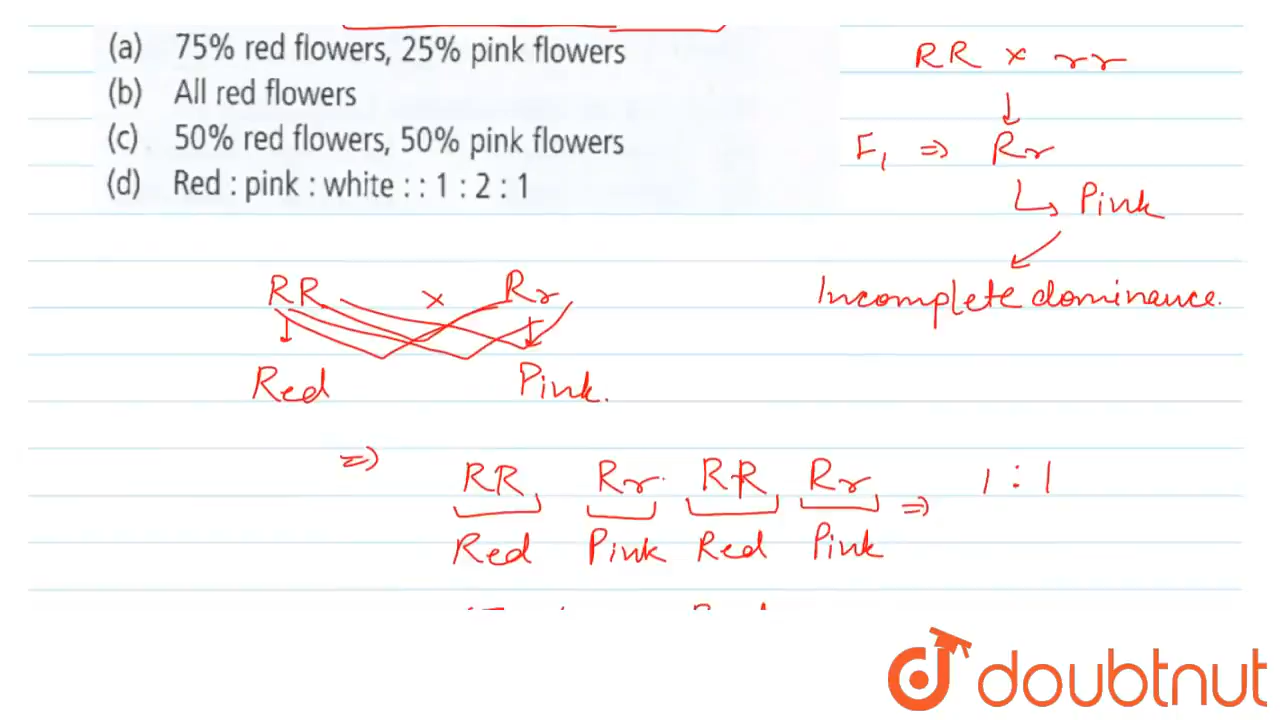 (a) 75% red flowers, 25% pink flowers
(b) All red flowers
(c) 50% red flowers, 50% pink flowers
(d) Red : pink : white : : 1 : 2 : 1
RR × rr
↓
F₁ ⇒ Rr
↳ Pink
Incomplete dominance.
RR × Rr
↓ ↓
Red Pink.
⇒ RR Rr RR Rr ⇒ 1 : 1
Red Pink Red Pink
doubtnut